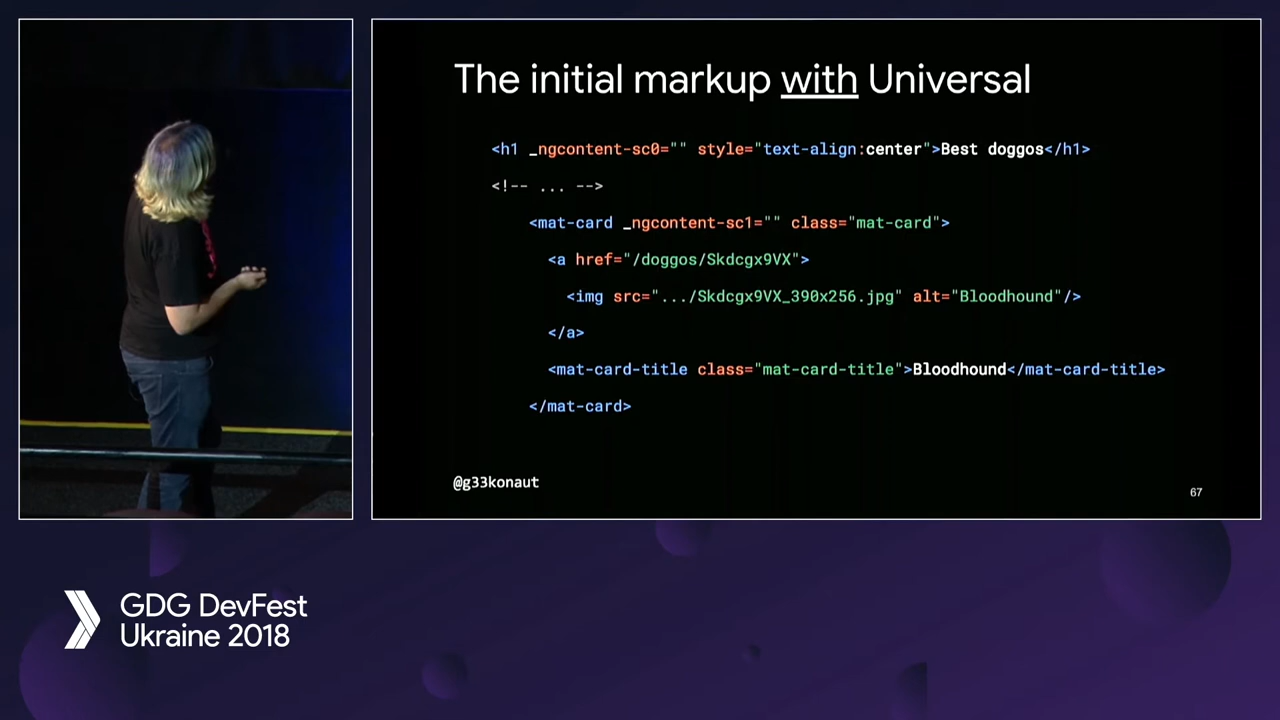 The initial markup with Universal
<h1 _ngcontent-sc0="" style="text-align:center">Best doggos</h1>
<!-- ... -->
<mat-card _ngcontent-sc1="" class="mat-card">
<a href="/doggos/Skdcgx9VX">
<img src=".../Skdcgx9VX_390x256.jpg" alt="Bloodhound"/>
</a>
<mat-card-title class="mat-card-title">Bloodhound</mat-card-title>
</mat-card>
@g33konaut
67
GDG DevFest
Ukraine 2018